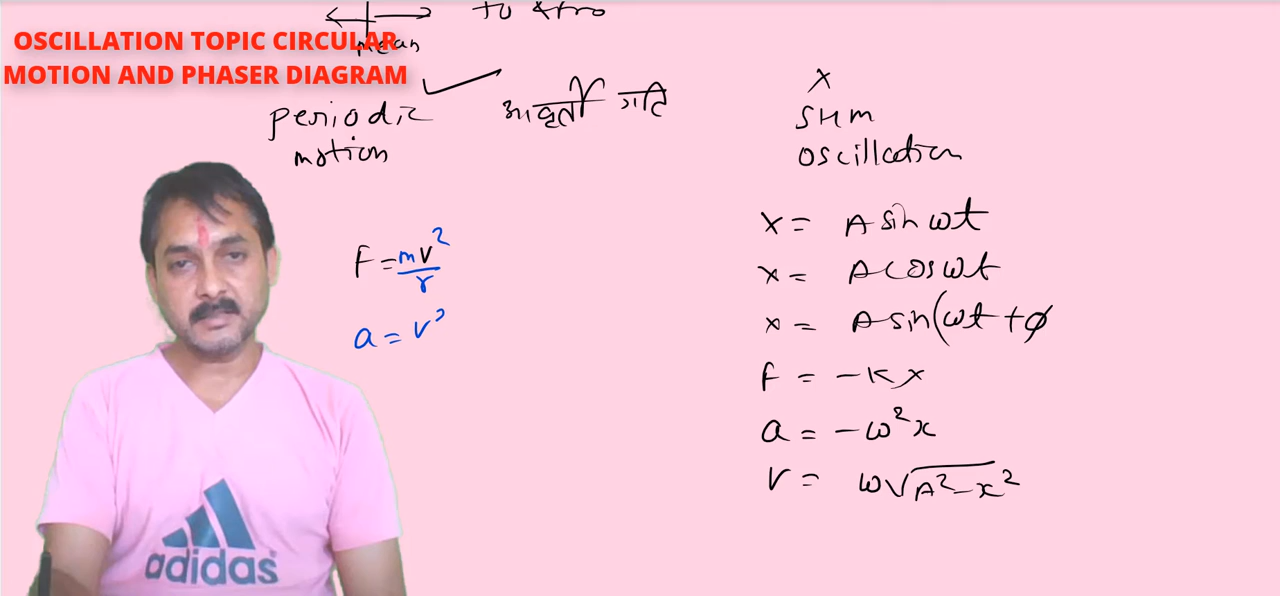 to & fro
mean
OSCILLATION TOPIC CIRCULAR
MOTION AND PHASER DIAGRAM
periodic
motion
आवृर्ती गति
x
SHM
oscillation
F = mv²/r
a = v²
x = A sin ωt
x = A cos ωt
x = A sin(ωt + φ
F = -Kx
a = -ω²x
v = ω√A²-x²
adidas